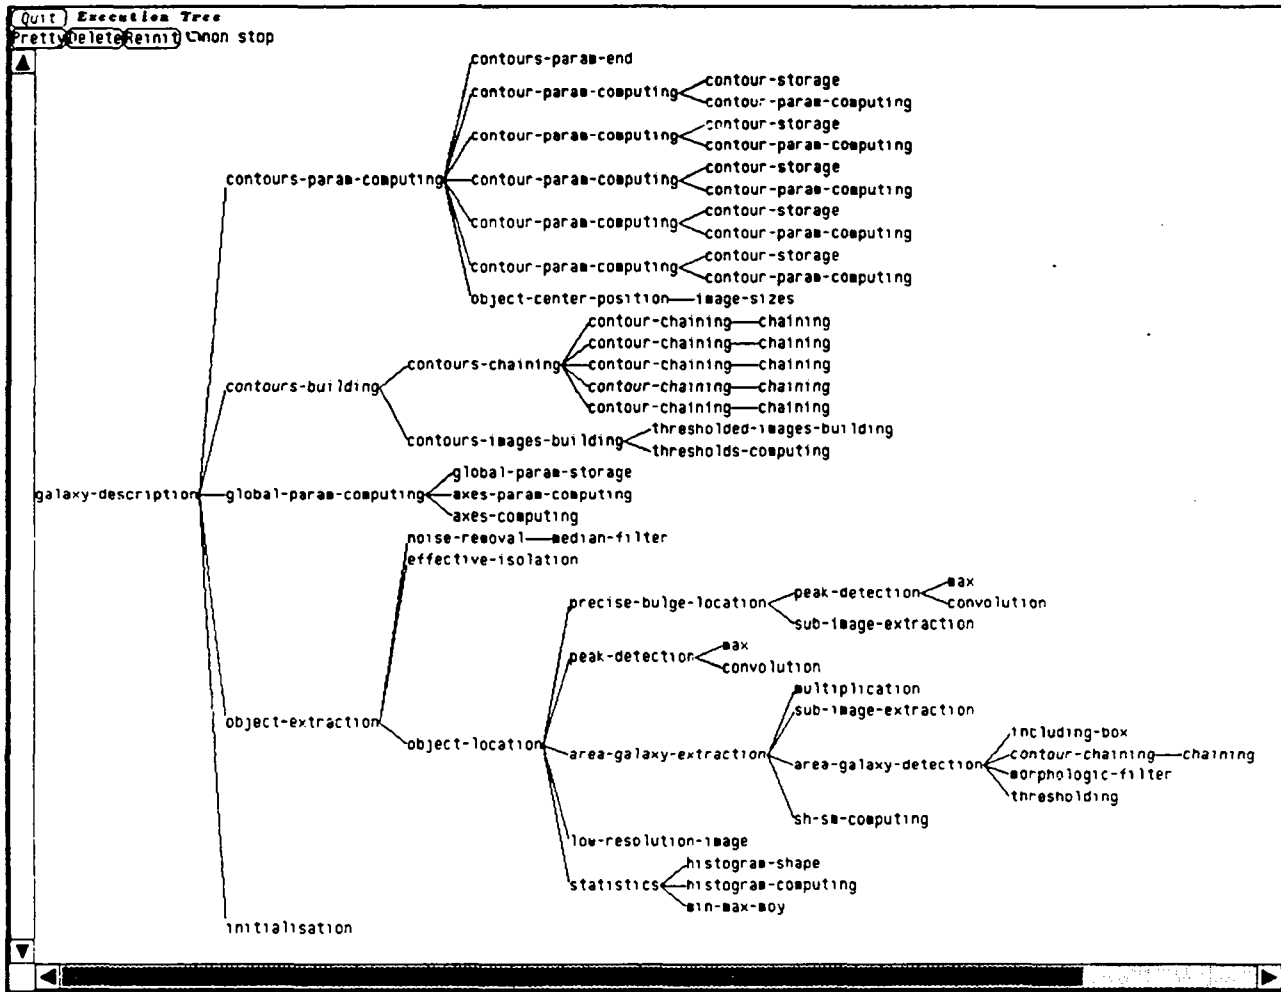 Quit Execution Tree
Pretty Delete Reinit non stop
contours-param-end
contour-storage
contour-param-computing
contour-param-computing
contour-storage
contour-param-computing
contour-param-computing
contour-storage
contours-param-computing
contour-param-computing
contour-param-computing
contour-storage
contour-param-computing
contour-param-computing
contour-storage
contour-param-computing
contour-param-computing
object-center-position image-sizes
contour-chaining chaining
contour-chaining chaining
contours-chaining
contour-chaining chaining
contours-building
contour-chaining chaining
contour-chaining chaining
thresholded-images-building
contours-images-building
thresholds-computing
global-param-storage
galaxy-description global-param-computing axes-param-computing
axes-computing
noise-removal median-filter
effective-isolation
max
peak-detection
precise-bulge-location convolution
sub-image-extraction
max
peak-detection
convolution
multiplication
sub-image-extraction
object-extraction
including-box
object-location
area-galaxy-extraction contour-chaining chaining
area-galaxy-detection
morphologic-filter
thresholding
sh-sm-computing
low-resolution-image
histogram-shape
statistics histogram-computing
min-max-moy
initialisation